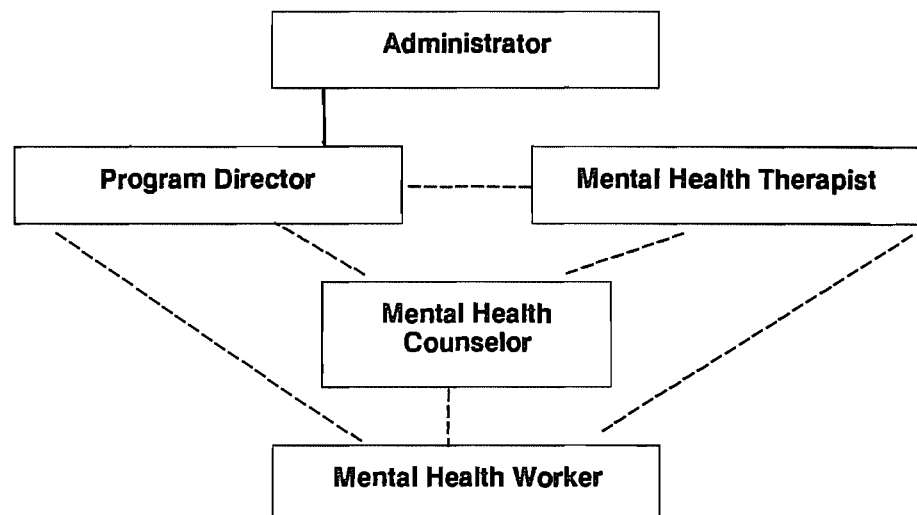 Administrator
Program Director
Mental Health Therapist
Mental Health
Counselor
Mental Health Worker